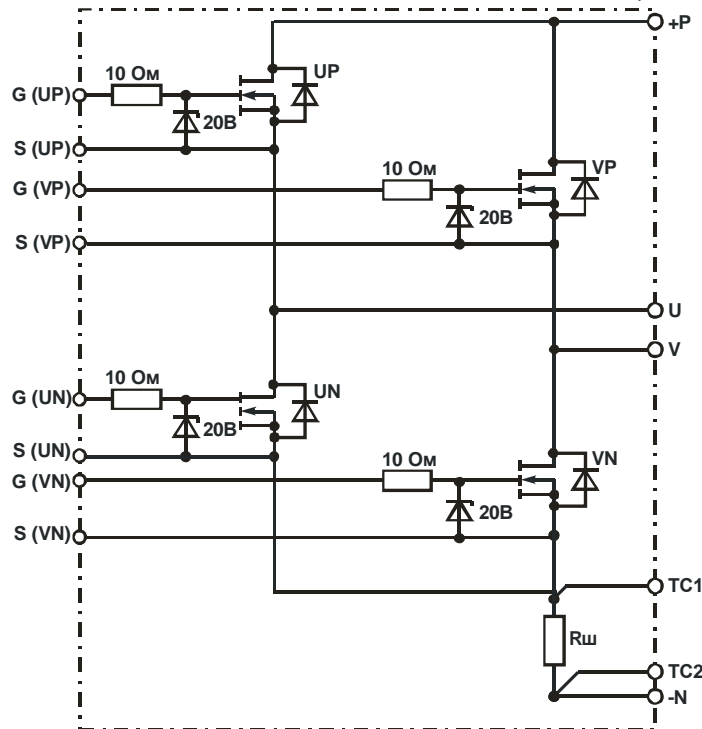 +P
10 Ом
UP
G (UP)
20В
S (UP)
10 Ом
VP
G (VP)
20В
S (VP)
U
V
10 Ом
UN
G (UN)
20В
S (UN)
10 Ом
VN
G (VN)
20В
S (VN)
TC1
Rш
TC2
-N